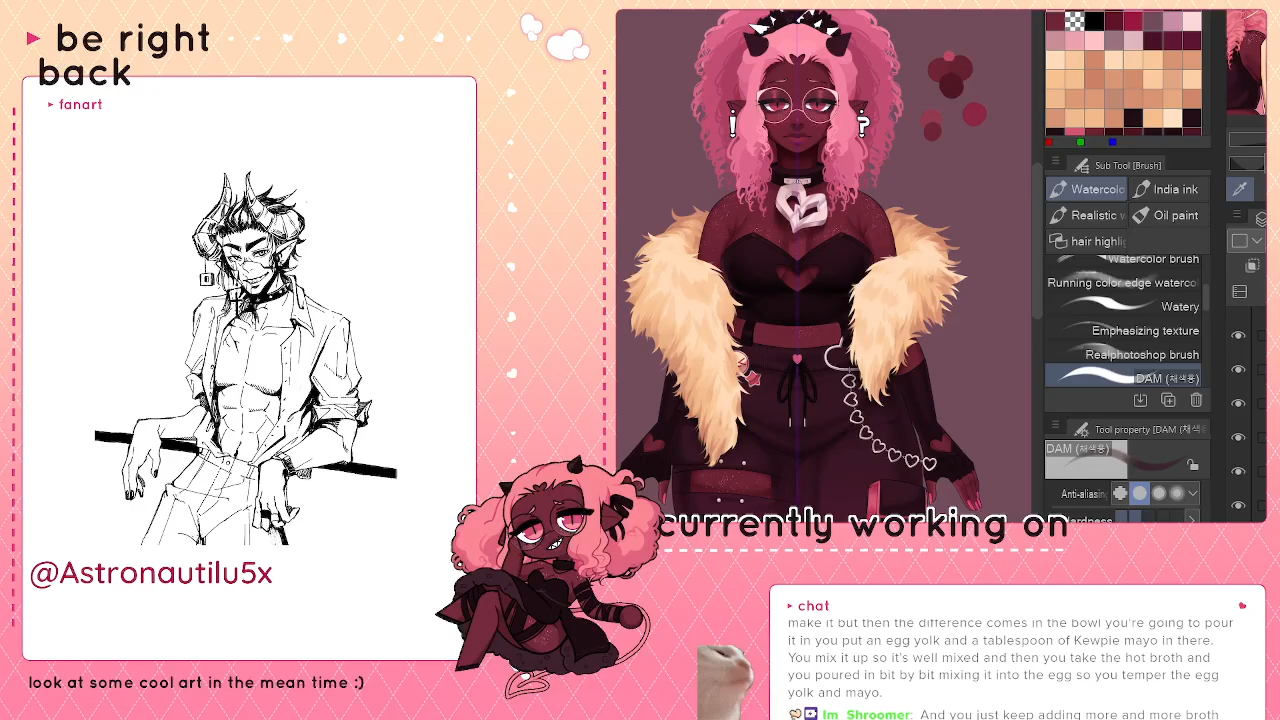 be right
back
fanart
@Astronautilu5x
look at some cool art in the mean time :)
! ?
currently working on
Sub Tool [Brush]
Watercolo India ink
Realistic w Oil paint
hair highlig
Watercolor brush
Running color edge waterco
Watery
Emphasizing texture
Realphotoshop brush
DAM (채색용)
Tool property [DAM (채색
DAM (채색용)
Anti-aliasin
Hardness
chat
make it but then the difference comes in the bowl you're going to pour
it in you put an egg yolk and a tablespoon of Kewpie mayo in there.
You mix it up so it's well mixed and then you take the hot broth and
you poured in bit by bit mixing it into the egg so you temper the egg
yolk and mayo.
Im_Shroomer: And you just keep adding more and more broth